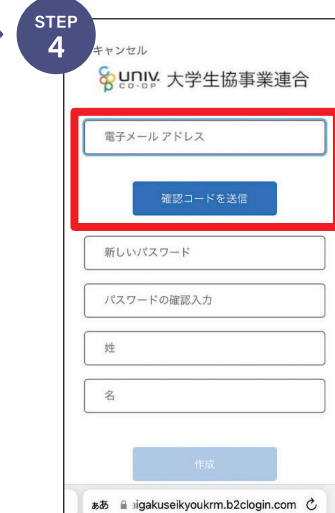 STEP
4
キャンセル
univ. CO-OP 大学生協事業連合
電子メール アドレス
確認コードを送信
新しいパスワード
パスワードの確認入力
姓
名
作成
ぁあ igakuseikyoukrm.b2clogin.com